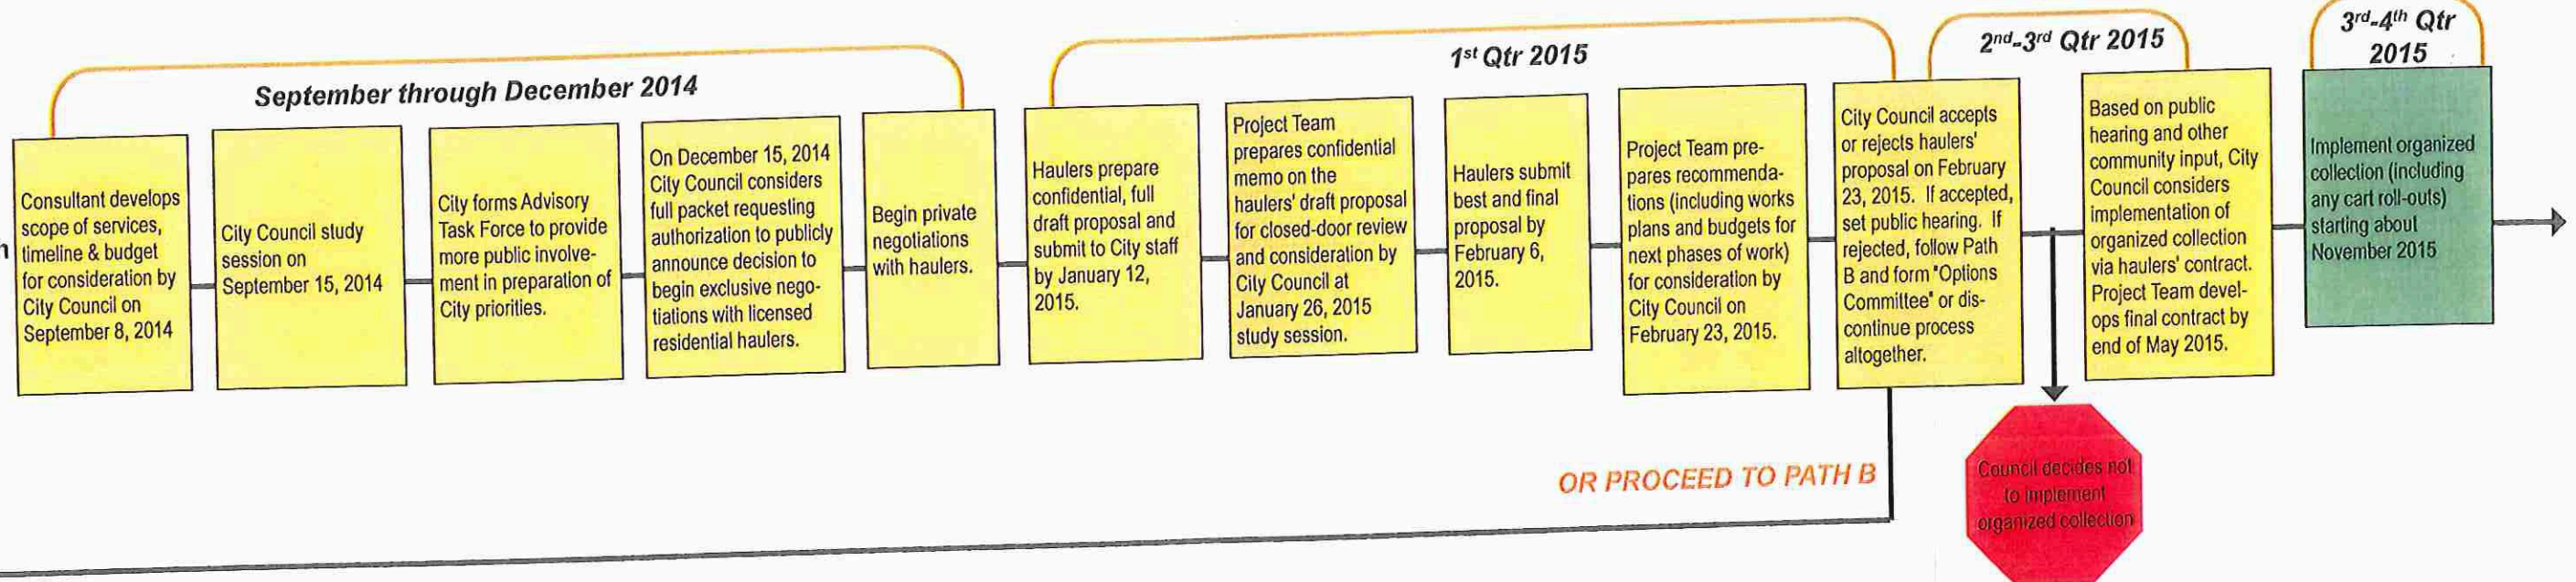 September through December 2014
1st Qtr 2015
2nd-3rd Qtr 2015
3rd-4th Qtr
2015
Consultant develops
scope of services,
timeline & budget
for consideration by
City Council on
September 8, 2014
City Council study
session on
September 15, 2014
City forms Advisory
Task Force to provide
more public involve-
ment in preparation of
City priorities.
On December 15, 2014
City Council considers
full packet requesting
authorization to publicly
announce decision to
begin exclusive nego-
tiations with licensed
residential haulers.
Begin private
negotiations
with haulers.
Haulers prepare
confidential, full
draft proposal and
submit to City staff
by January 12,
2015.
Project Team
prepares confidential
memo on the
haulers' draft proposal
for closed-door review
and consideration by
City Council at
January 26, 2015
study session.
Haulers submit
best and final
proposal by
February 6,
2015.
Project Team pre-
pares recommenda-
tions (including works
plans and budgets for
next phases of work)
for consideration by
City Council on
February 23, 2015.
City Council accepts
or rejects haulers'
proposal on February
23, 2015. If accepted,
set public hearing. If
rejected, follow Path
B and form "Options
Committee" or dis-
continue process
altogether.
Based on public
hearing and other
community input, City
Council considers
implementation of
organized collection
via haulers' contract.
Project Team devel-
ops final contract by
end of May 2015.
Implement organized
collection (including
any cart roll-outs)
starting about
November 2015
OR PROCEED TO PATH B
Council decides not
to implement
organized collection